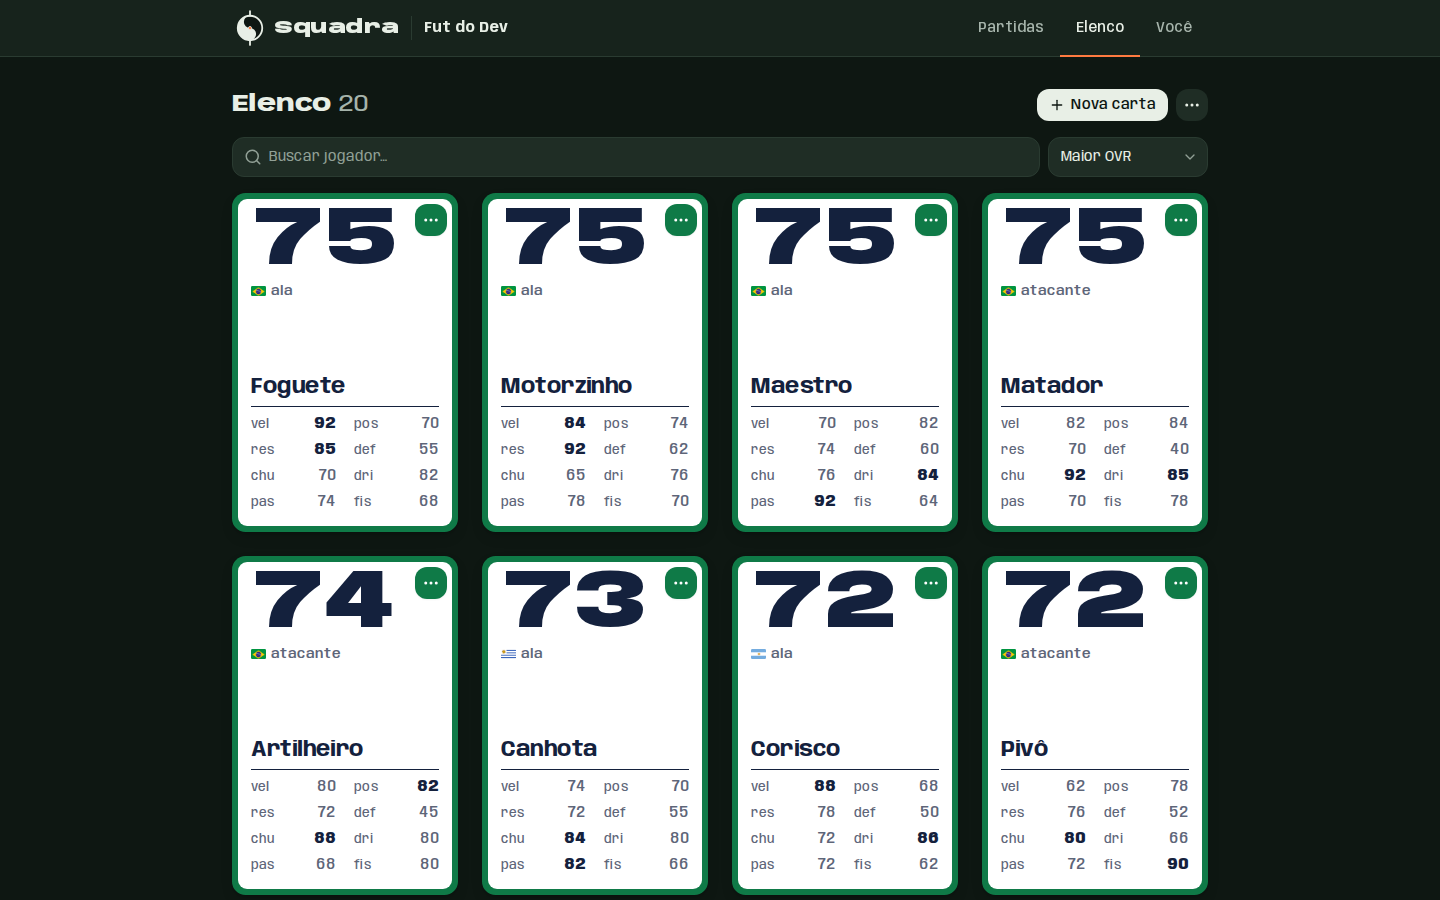 squadra Fut do Dev Partidas Elenco Você
Elenco 20 Nova carta
Buscar jogador... Maior OVR
75
ala
Foguete
vel 92 pos 70
res 85 def 55
chu 70 dri 82
pas 74 fis 68
75
ala
Motorzinho
vel 84 pos 74
res 92 def 62
chu 65 dri 76
pas 78 fis 70
75
ala
Maestro
vel 70 pos 82
res 74 def 60
chu 76 dri 84
pas 92 fis 64
75
atacante
Matador
vel 82 pos 84
res 70 def 40
chu 92 dri 85
pas 70 fis 78
74
atacante
Artilheiro
vel 80 pos 82
res 72 def 45
chu 88 dri 80
pas 68 fis 80
73
ala
Canhota
vel 74 pos 70
res 72 def 55
chu 84 dri 80
pas 82 fis 66
72
ala
Corisco
vel 88 pos 68
res 78 def 50
chu 72 dri 86
pas 72 fis 62
72
atacante
Pivô
vel 62 pos 78
res 76 def 52
chu 80 dri 66
pas 72 fis 90